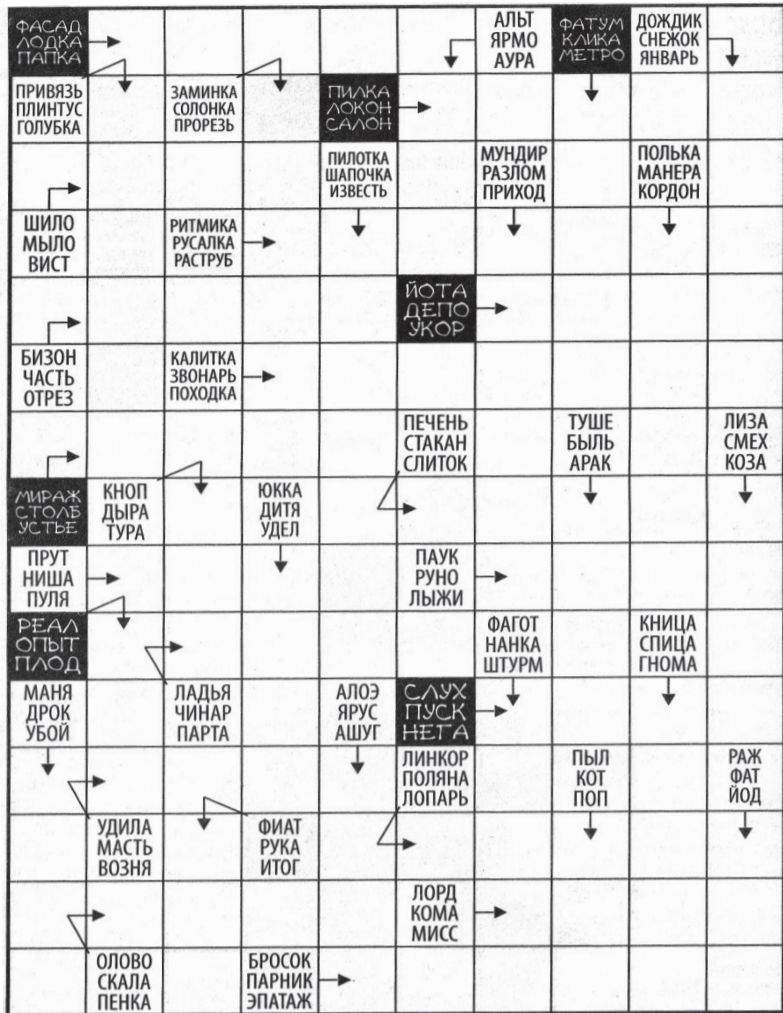 ФАСАД
ЛОДКА
ПАПКА
АЛЬТ
ЯРМО
АУРА
ФАТУМ
КЛИКА
МЕТРО
ДОЖДИК
СНЕЖОК
ЯНВАРЬ
ПРИВЯЗЬ
ПЛИНТУС
ГОЛУБКА
ЗАМИНКА
СОЛОНКА
ПРОРЕЗЬ
ПИЛКА
ЛОКОН
САЛОН
ПИЛОТКА
ШАПОЧКА
ИЗВЕСТЬ
МУНДИР
РАЗЛОМ
ПРИХОД
ПОЛЬКА
МАНЕРА
КОРДОН
ШИЛО
МЫЛО
ВИСТ
РИТМИКА
РУСАЛКА
РАСТРУБ
ЙОТА
ДЕПО
УКОР
БИЗОН
ЧАСТЬ
ОТРЕЗ
КАЛИТКА
ЗВОНАРЬ
ПОХОДКА
ПЕЧЕНЬ
СТАКАН
СЛИТОК
ТУШЕ
БЫЛЬ
АРАК
ЛИЗА
СМЕХ
КОЗА
МИРАЖ
СТОЛБ
УСТЬЕ
КНОП
ДЫРА
ТУРА
ЮККА
ДИТЯ
УДЕЛ
ПРУТ
НИША
ПУЛЯ
ПАУК
РУНО
ЛЫЖИ
РЕАЛ
ОПЫТ
ПЛОД
ФАГОТ
НАНКА
ШТУРМ
КНИЦА
СПИЦА
ГНОМА
МАНЯ
ДРОК
УБОЙ
ЛАДЬЯ
ЧИНАР
ПАРТА
АЛОЭ
ЯРУС
АШУГ
СЛУХ
ПУСК
НЕГА
ЛИНКОР
ПОЛЯНА
ЛОПАРЬ
ПЫЛ
КОТ
ПОП
РАЖ
ФАТ
ЙОД
УДИЛА
МАСТЬ
ВОЗНЯ
ФИАТ
РУКА
ИТОГ
ЛОРД
КОМА
МИСС
ОЛОВО
СКАЛА
ПЕНКА
БРОСОК
ПАРНИК
ЭПАТАЖ